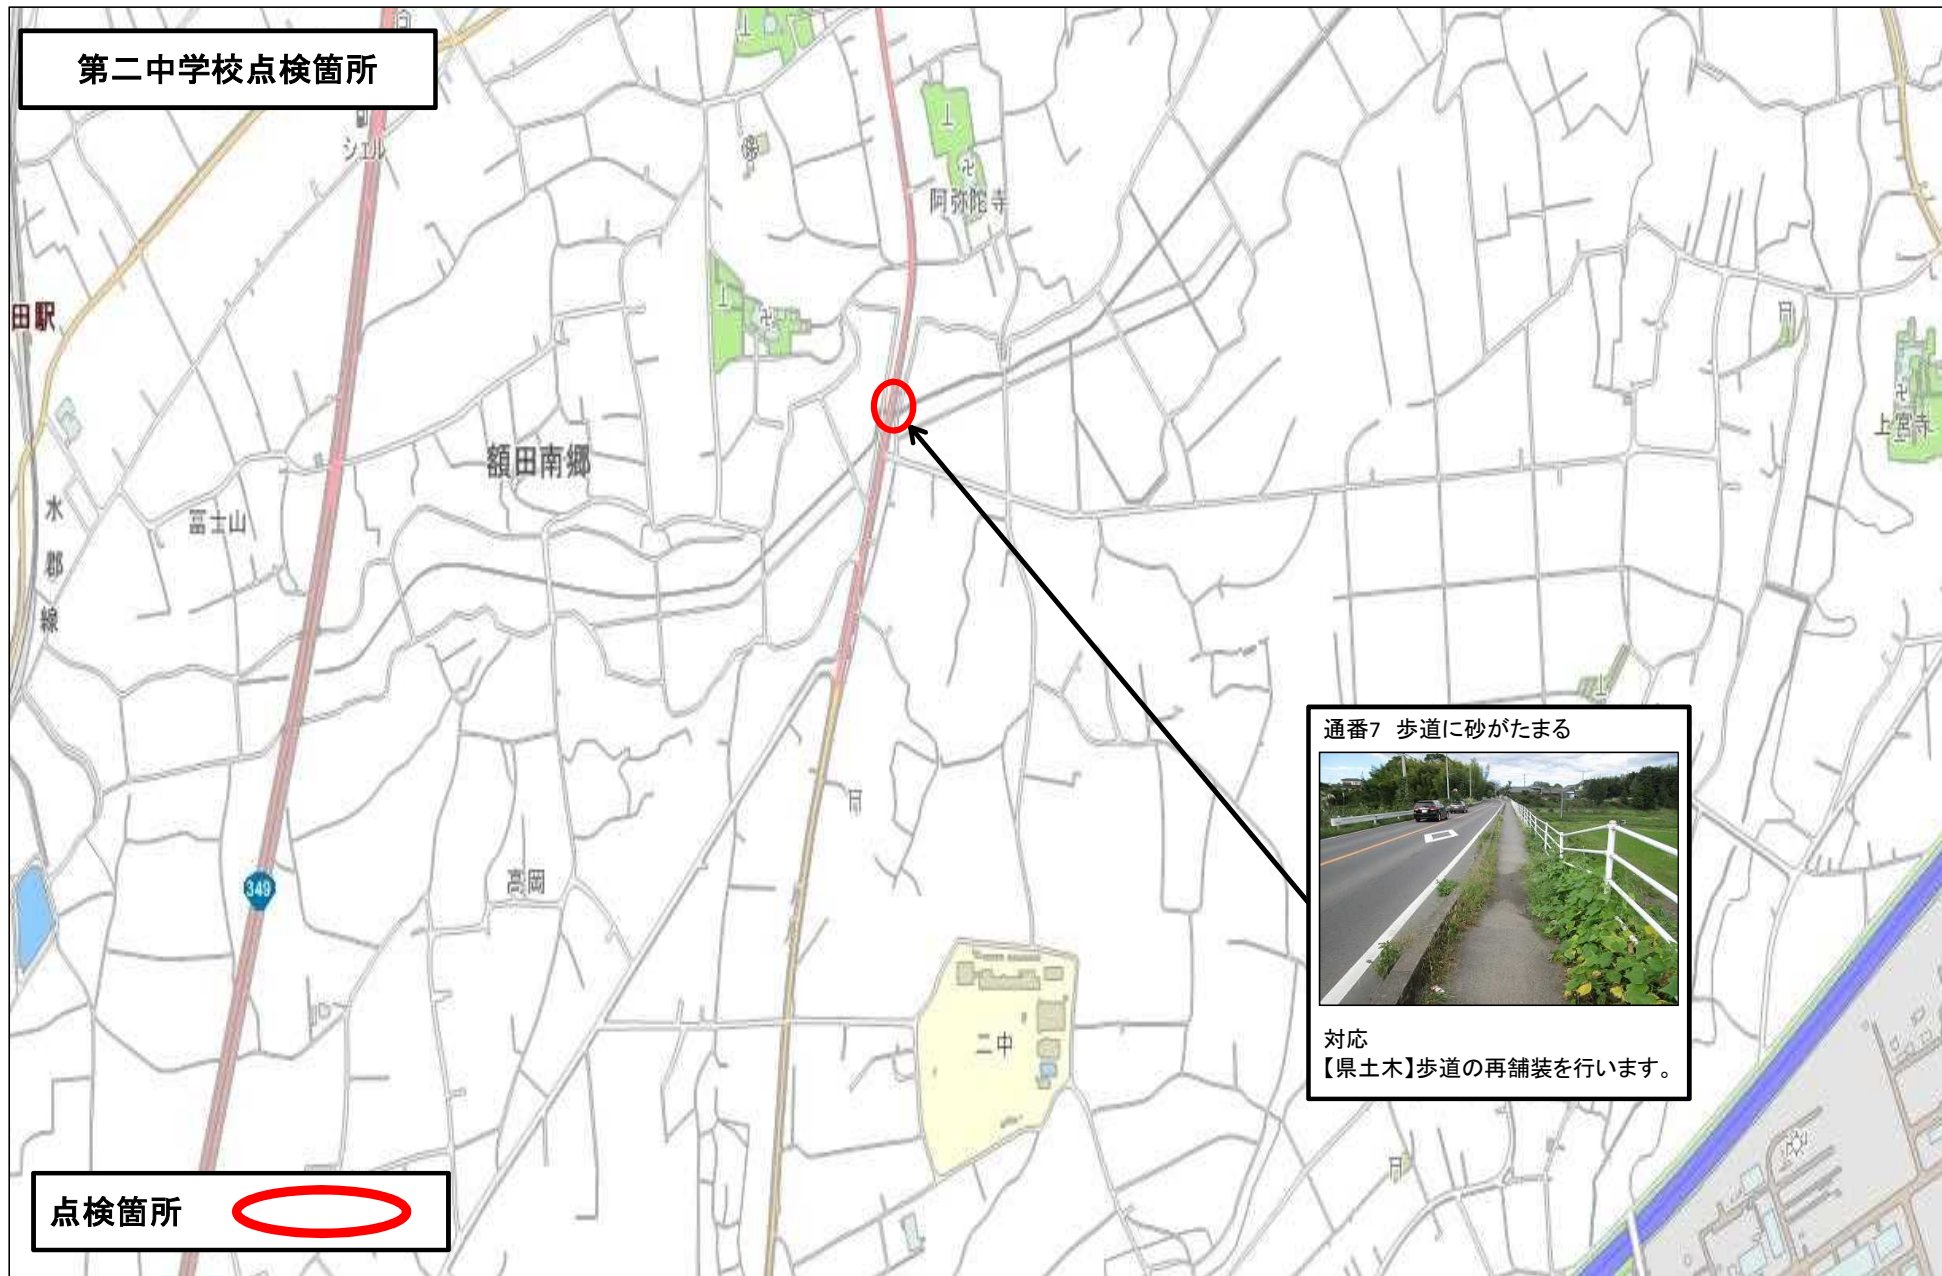 第二中学校点検箇所
シェル
阿弥陀寺
田駅
額田南郷
上宮寺
富士山
水郡線
349
高岡
二中
通番7 歩道に砂がたまる
対応
【県土木】歩道の再舗装を行います。
点検箇所